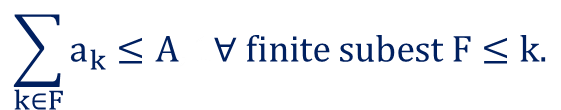 ∑ a_k ≤ A ∀ finite subest F ≤ k.
k∈F